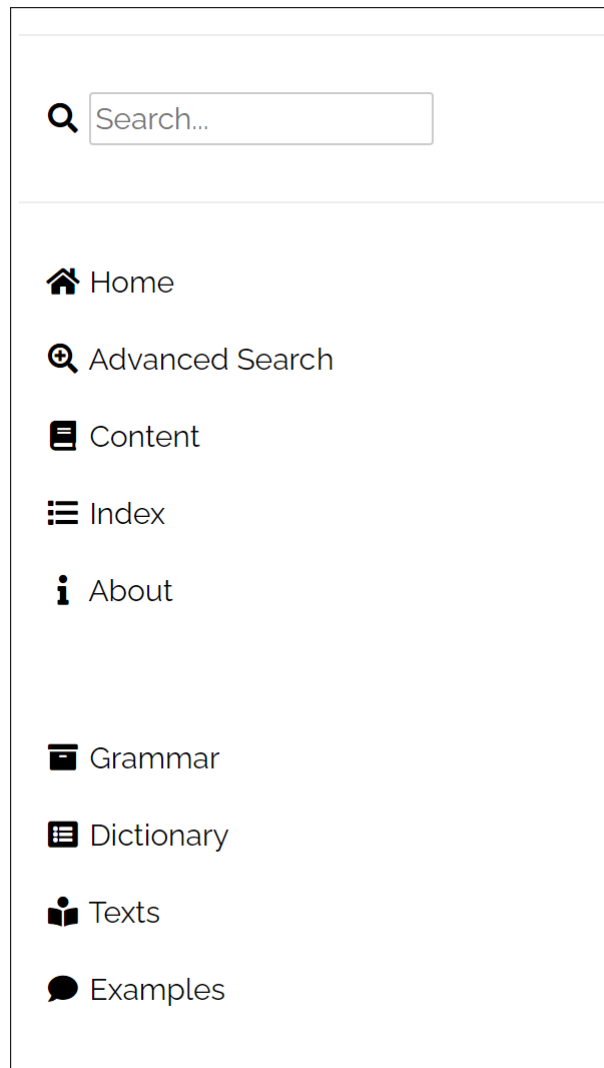 Search...
Home
Advanced Search
Content
Index
About
Grammar
Dictionary
Texts
Examples